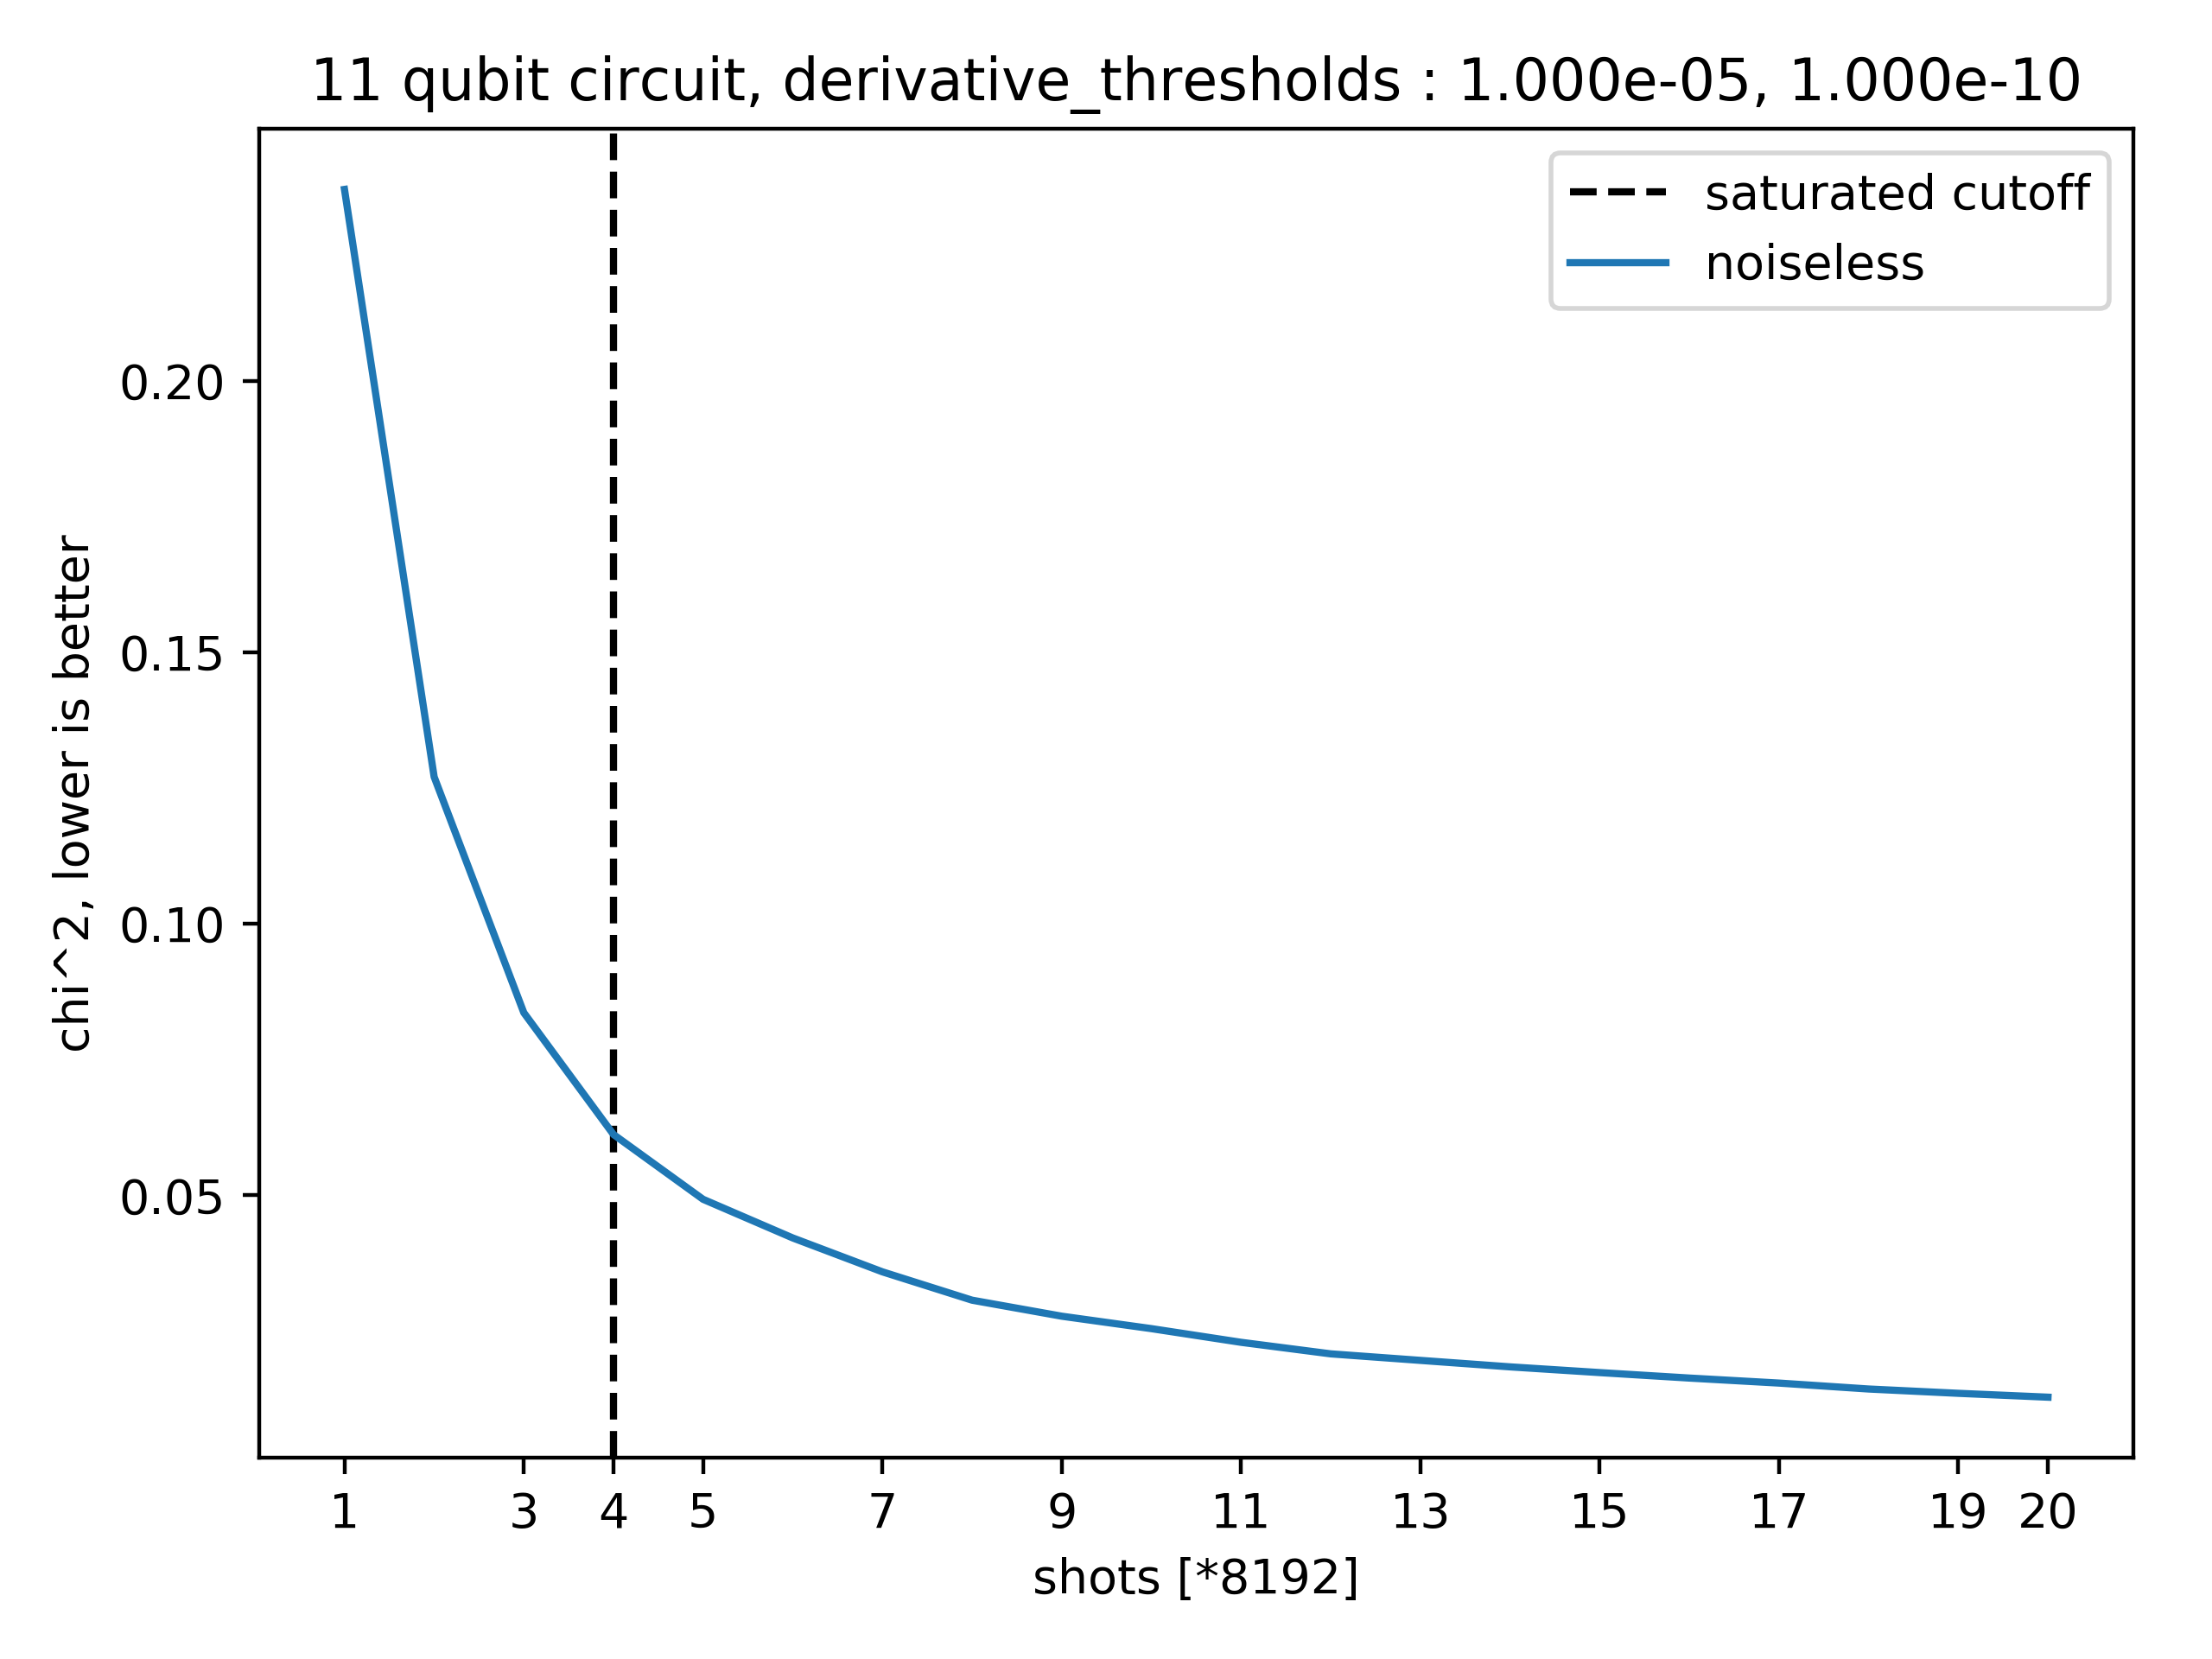 11 qubit circuit, derivative_thresholds : 1.000e-05, 1.000e-10
saturated cutoff
noiseless
chi^2, lower is better
0.20
0.15
0.10
0.05
1 3 4 5 7 9 11 13 15 17 19 20
shots [*8192]